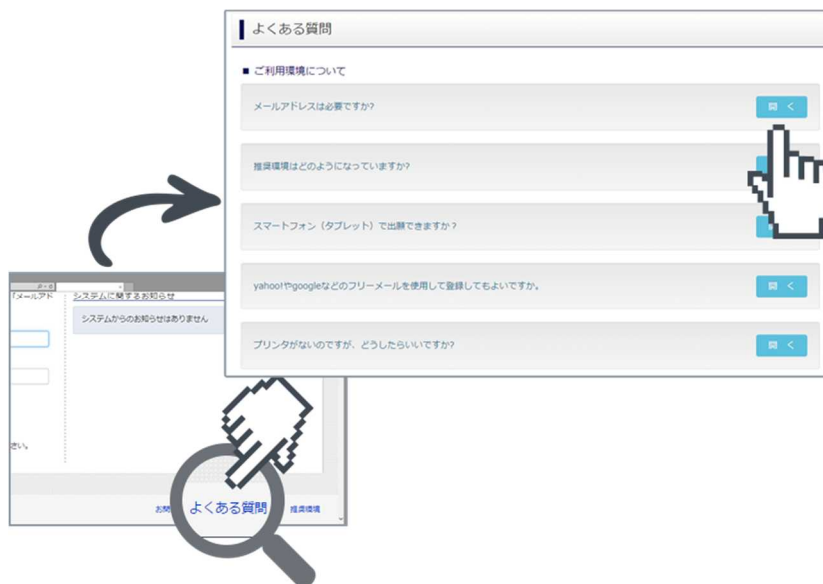 よくある質問
■ ご利用環境について
メールアドレスは必要ですか?
開く
推奨環境はどのようになっていますか?
スマートフォン（タブレット）で出願できますか？
yahoo!やgoogleなどのフリーメールを使用して登録してもよいですか。
開く
プリンタがないのですが、どうしたらいいですか?
開く
「メールアド
システムに関するお知らせ
システムからのお知らせはありません
さい。
お問
よくある質問
推奨環境